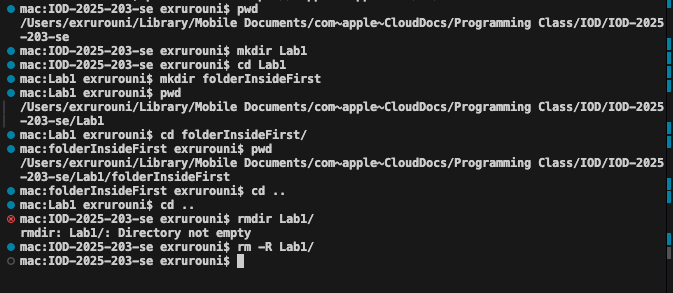 mac:IOD-2025-203-se exrurouni$ pwd
/Users/exrurouni/Library/Mobile Documents/com~apple~CloudDocs/Programming Class/IOD/IOD-2025
-203-se
mac:IOD-2025-203-se exrurouni$ mkdir Lab1
mac:IOD-2025-203-se exrurouni$ cd Lab1
mac:Lab1 exrurouni$ mkdir folderInsideFirst
mac:Lab1 exrurouni$ pwd
/Users/exrurouni/Library/Mobile Documents/com~apple~CloudDocs/Programming Class/IOD/IOD-2025
-203-se/Lab1
mac:Lab1 exrurouni$ cd folderInsideFirst/
mac:folderInsideFirst exrurouni$ pwd
/Users/exrurouni/Library/Mobile Documents/com~apple~CloudDocs/Programming Class/IOD/IOD-2025
-203-se/Lab1/folderInsideFirst
mac:folderInsideFirst exrurouni$ cd ..
mac:Lab1 exrurouni$ cd ..
mac:IOD-2025-203-se exrurouni$ rmdir Lab1/
rmdir: Lab1/: Directory not empty
mac:IOD-2025-203-se exrurouni$ rm -R Lab1/
mac:IOD-2025-203-se exrurouni$